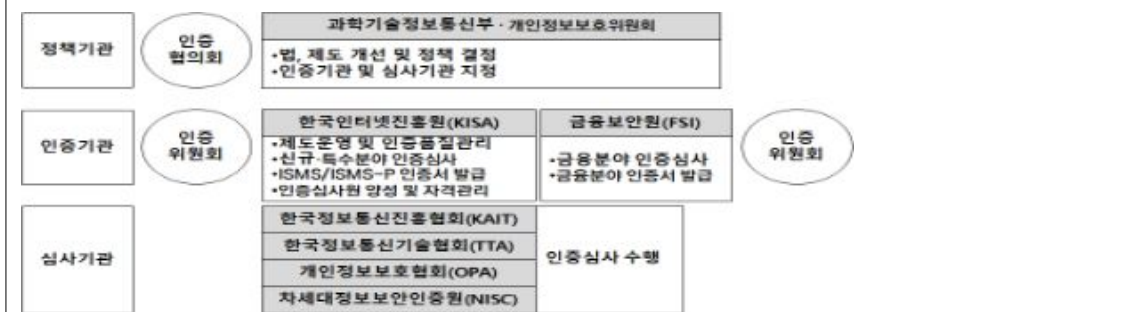 정책기관
인증
협의회
과학기술정보통신부 · 개인정보보호위원회
•법, 제도 개선 및 정책 결정
•인증기관 및 심사기관 지정
인증기관
인증
위원회
한국인터넷진흥원(KISA)
•제도운영 및 인증품질관리
•신규·특수분야 인증심사
•ISMS/ISMS-P 인증서 발급
•인증심사원 양성 및 자격관리
금융보안원(FSI)
•금융분야 인증심사
•금융분야 인증서 발급
인증
위원회
심사기관
한국정보통신진흥협회(KAIT)
한국정보통신기술협회(TTA)
개인정보보호협회(OPA)
차세대정보보안인증원(NISC)
인증심사 수행